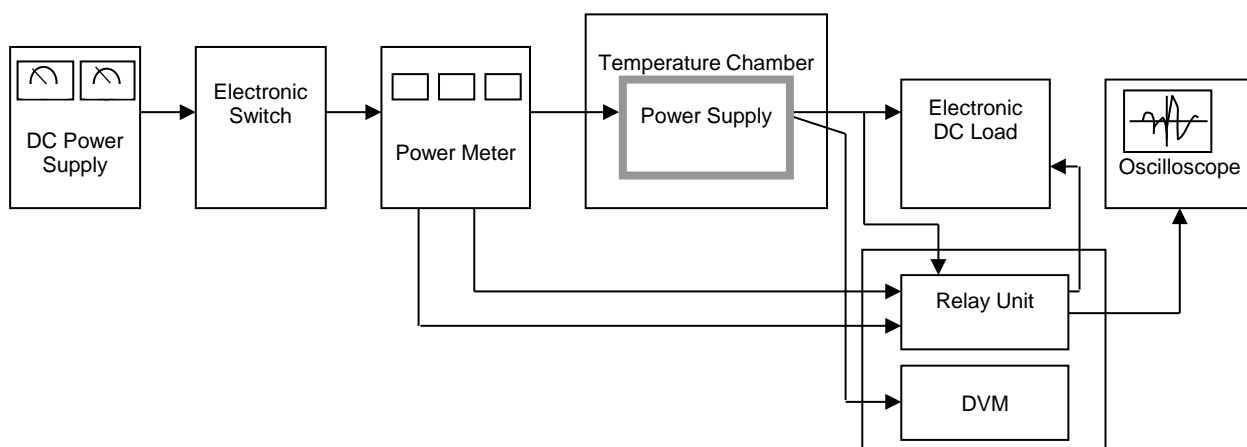 DC Power
Supply
Electronic
Switch
Power Meter
Temperature Chamber
Power Supply
Electronic
DC Load
Oscilloscope
Relay Unit
DVM